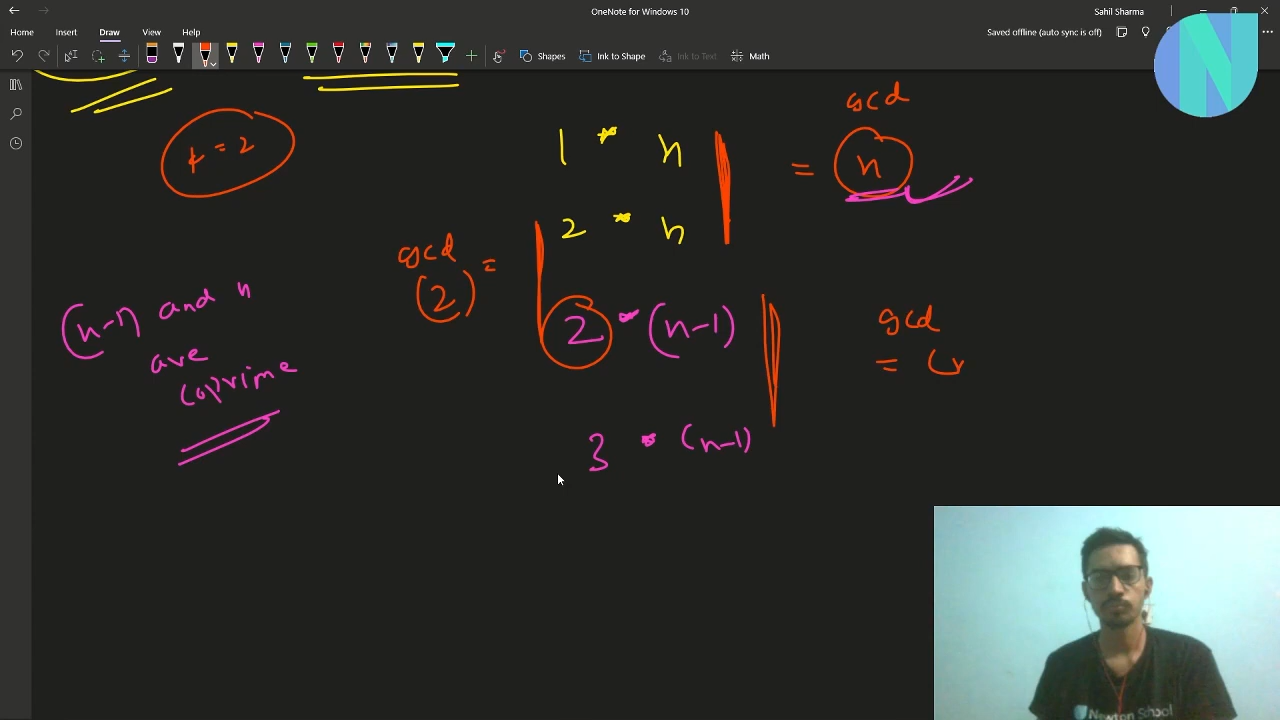 OneNote for Windows 10
Sahil Sharma
Home Insert Draw View Help
Saved offline (auto sync is off)
Shapes Ink to Shape Ink to Text Math
gcd
1 * n
= n
k = 2
2 * n
gcd
(2) =
(n-1) and n
are
coprime
2 * (n-1)
gcd
= (
3 * (n-1)
Newton School